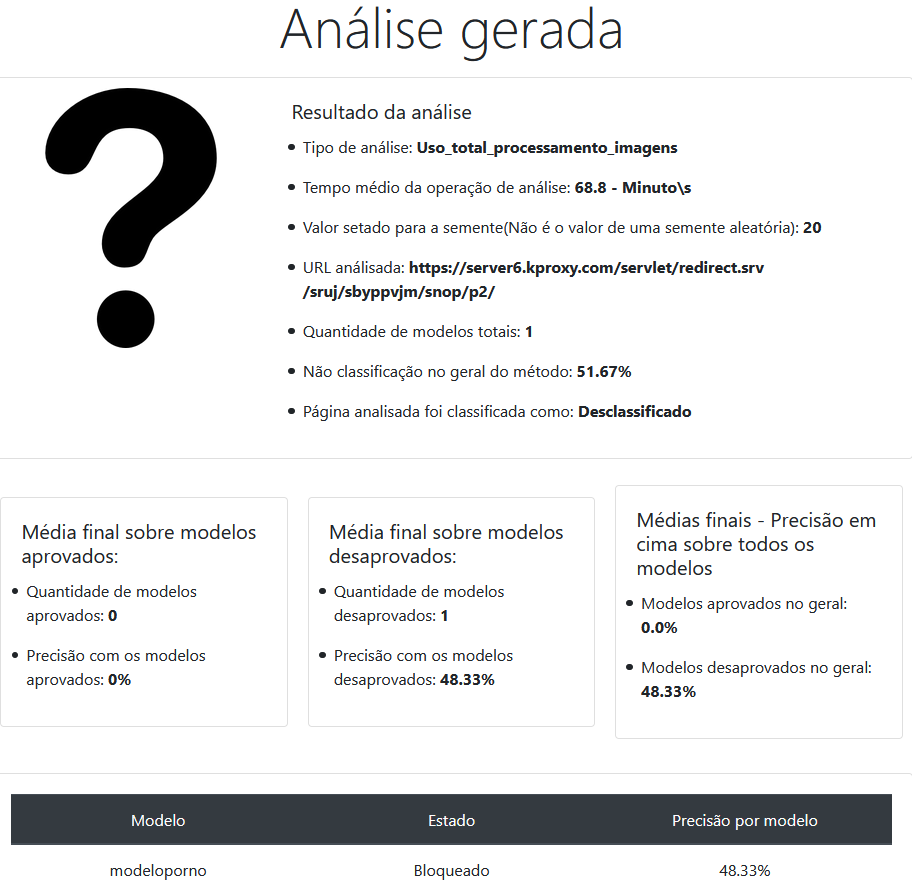 Análise gerada
Resultado da análise
Tipo de análise: Uso_total_processamento_imagens
Tempo médio da operação de análise: 68.8 - Minuto\s
Valor setado para a semente(Não é o valor de uma semente aleatória): 20
URL análisada: https://server6.kproxy.com/servlet/redirect.srv
/sruj/sbyppvjm/snop/p2/
Quantidade de modelos totais: 1
Não classificação no geral do método: 51.67%
Página analisada foi classificada como: Desclassificado
Média final sobre modelos
aprovados:
Quantidade de modelos
aprovados: 0
Precisão com os modelos
aprovados: 0%
Média final sobre modelos
desaprovados:
Quantidade de modelos
desaprovados: 1
Precisão com os modelos
desaprovados: 48.33%
Médias finais - Precisão em
cima sobre todos os
modelos
Modelos aprovados no geral:
0.0%
Modelos desaprovados no geral:
48.33%
Modelo Estado Precisão por modelo
modeloporno Bloqueado 48.33%